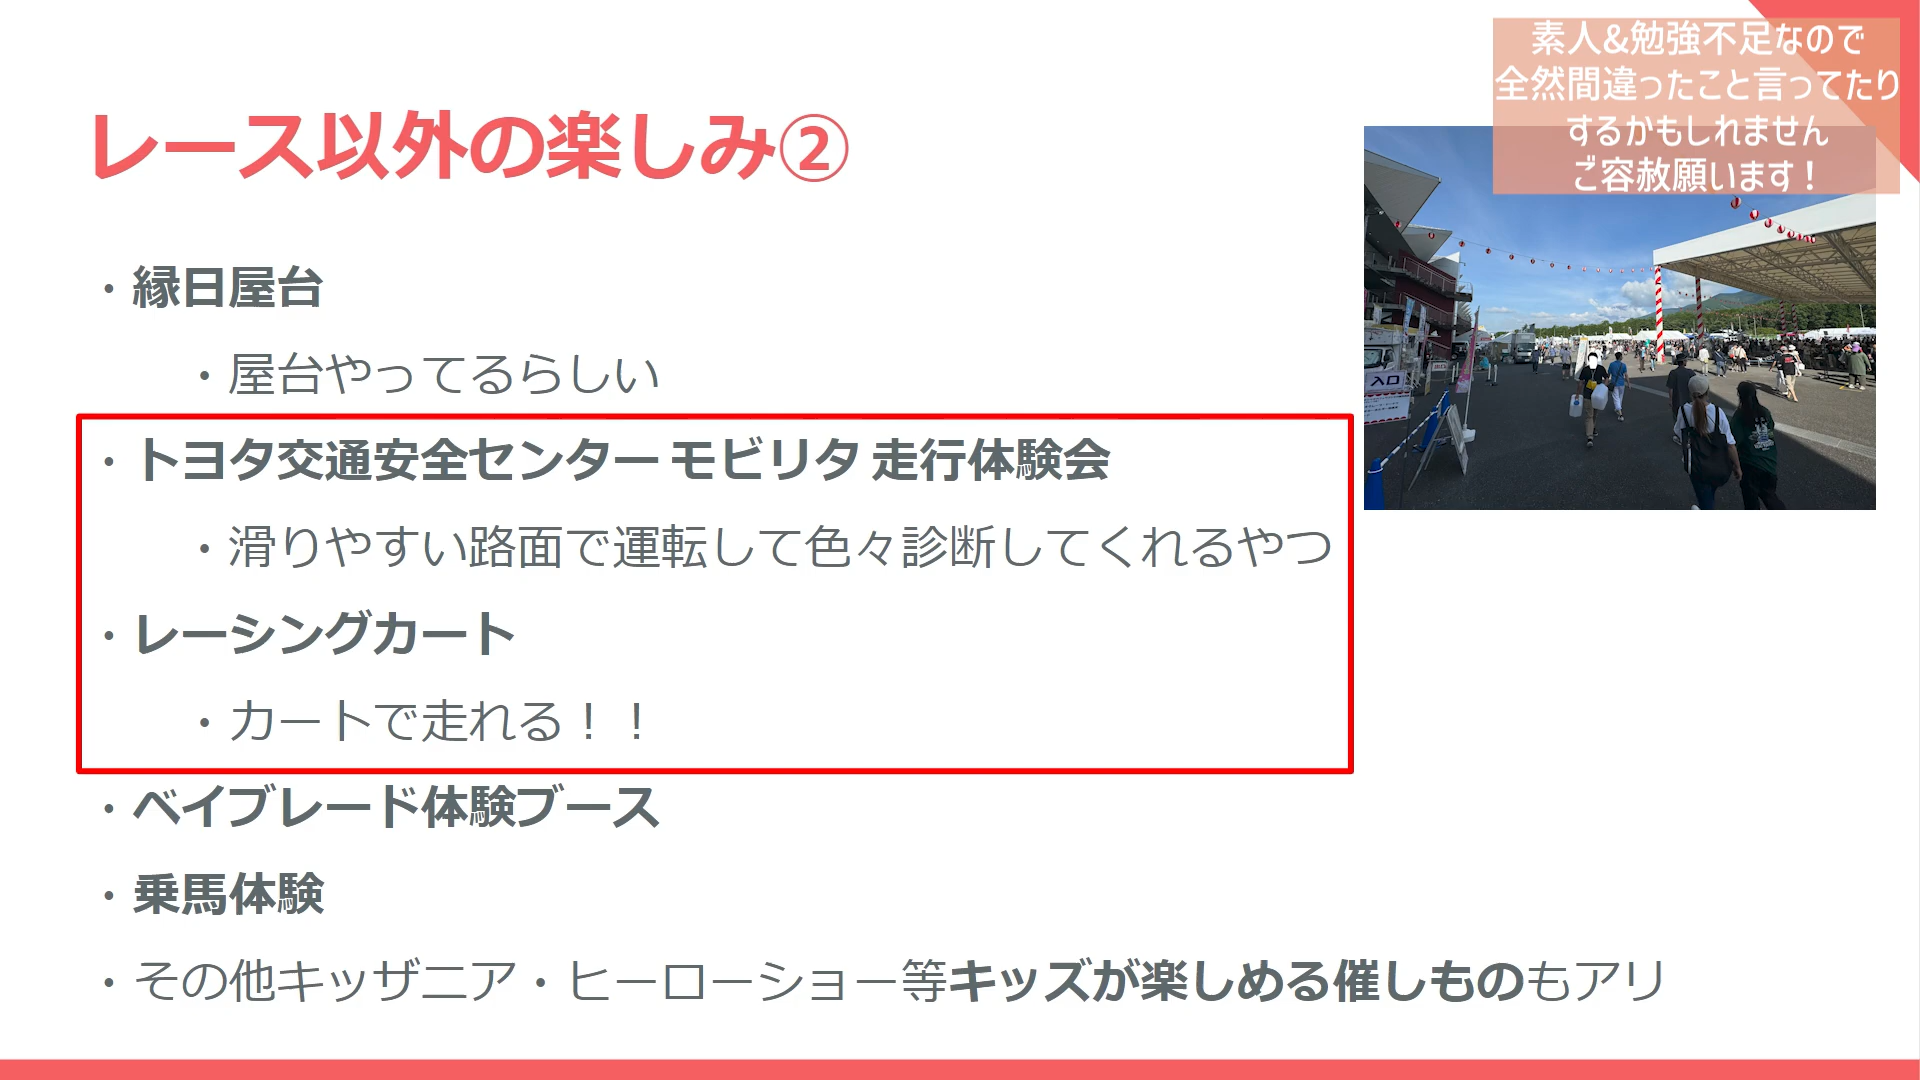 素人&勉強不足なので
全然間違ったこと言ってたり
するかもしれません
ご容赦願います！
レース以外の楽しみ②
・縁日屋台
・屋台やってるらしい
・トヨタ交通安全センター モビリタ 走行体験会
・滑りやすい路面で運転して色々診断してくれるやつ
・レーシングカート
・カートで走れる！！
・ベイブレード体験ブース
・乗馬体験
・その他キッザニア・ヒーローショー等キッズが楽しめる催しものもアリ
入口